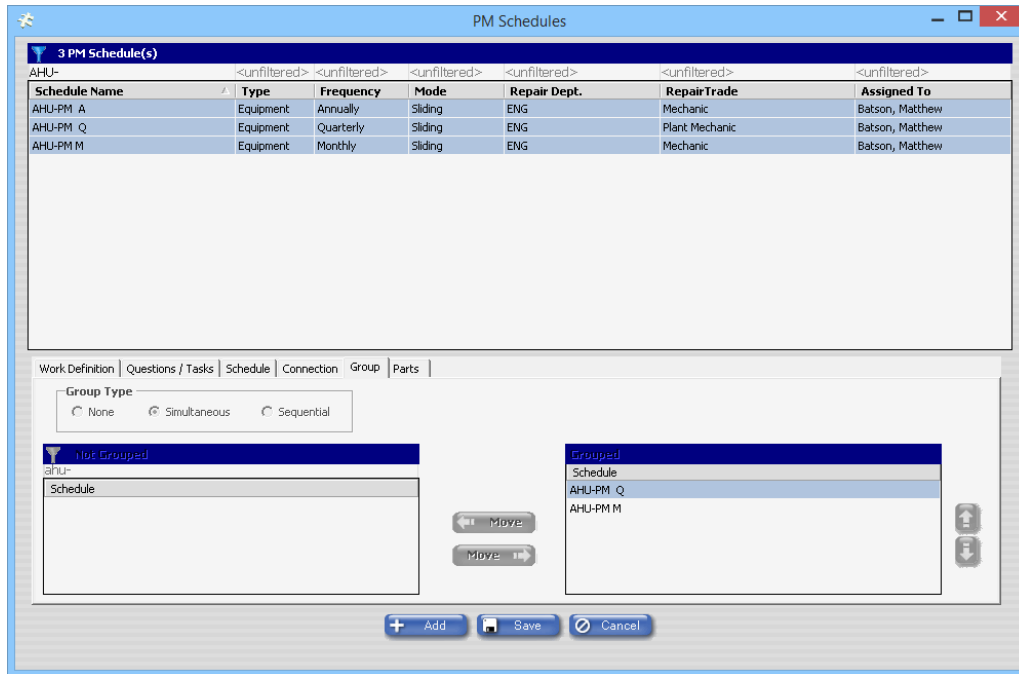 PM Schedules
3 PM Schedule(s)
AHU- <unfiltered> <unfiltered> <unfiltered> <unfiltered> <unfiltered> <unfiltered>
Schedule Name Type Frequency Mode Repair Dept. RepairTrade Assigned To
AHU-PM A Equipment Annually Sliding ENG Mechanic Batson, Matthew
AHU-PM Q Equipment Quarterly Sliding ENG Plant Mechanic Batson, Matthew
AHU-PM M Equipment Monthly Sliding ENG Mechanic Batson, Matthew
Work Definition Questions / Tasks Schedule Connection Group Parts
Group Type
None Simultaneous Sequential
Not Grouped Grouped
ahu-
Schedule Schedule
AHU-PM Q
AHU-PM M
Move
Move
Add Save Cancel